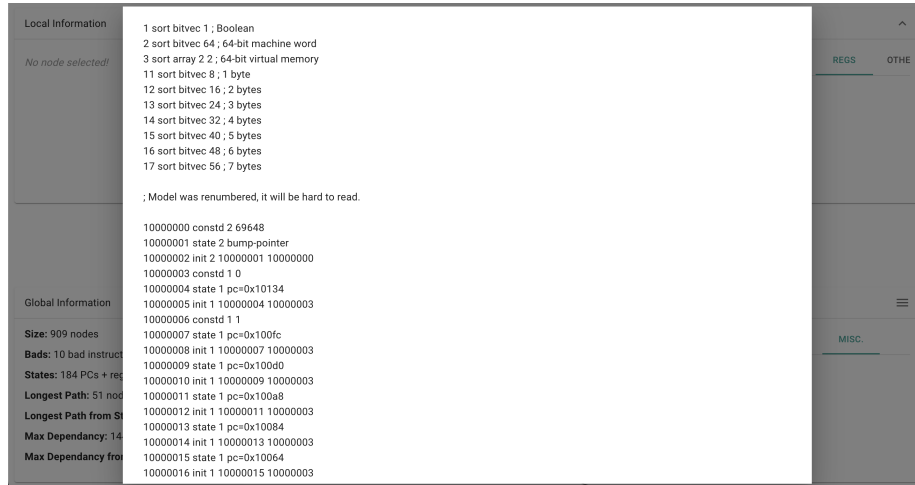 Local Information
No node selected!
1 sort bitvec 1 ; Boolean
2 sort bitvec 64 ; 64-bit machine word
3 sort array 2 2 ; 64-bit virtual memory
11 sort bitvec 8 ; 1 byte
12 sort bitvec 16 ; 2 bytes
13 sort bitvec 24 ; 3 bytes
14 sort bitvec 32 ; 4 bytes
15 sort bitvec 40 ; 5 bytes
16 sort bitvec 48 ; 6 bytes
17 sort bitvec 56 ; 7 bytes
; Model was renumbered, it will be hard to read.
10000000 constd 2 69648
10000001 state 2 bump-pointer
10000002 init 2 10000001 10000000
10000003 constd 1 0
10000004 state 1 pc=0x10134
10000005 init 1 10000004 10000003
10000006 constd 1 1
10000007 state 1 pc=0x100fc
10000008 init 1 10000007 10000003
10000009 state 1 pc=0x100d0
10000010 init 1 10000009 10000003
10000011 state 1 pc=0x100a8
10000012 init 1 10000011 10000003
10000013 state 1 pc=0x10084
10000014 init 1 10000013 10000003
10000015 state 1 pc=0x10064
10000016 init 1 10000015 10000003
REGS OTHE
Global Information
Size: 909 nodes
Bads: 10 bad instruct
States: 184 PCs + reg
Longest Path: 51 nod
Longest Path from St
Max Dependancy: 14
Max Dependancy fro
MISC.